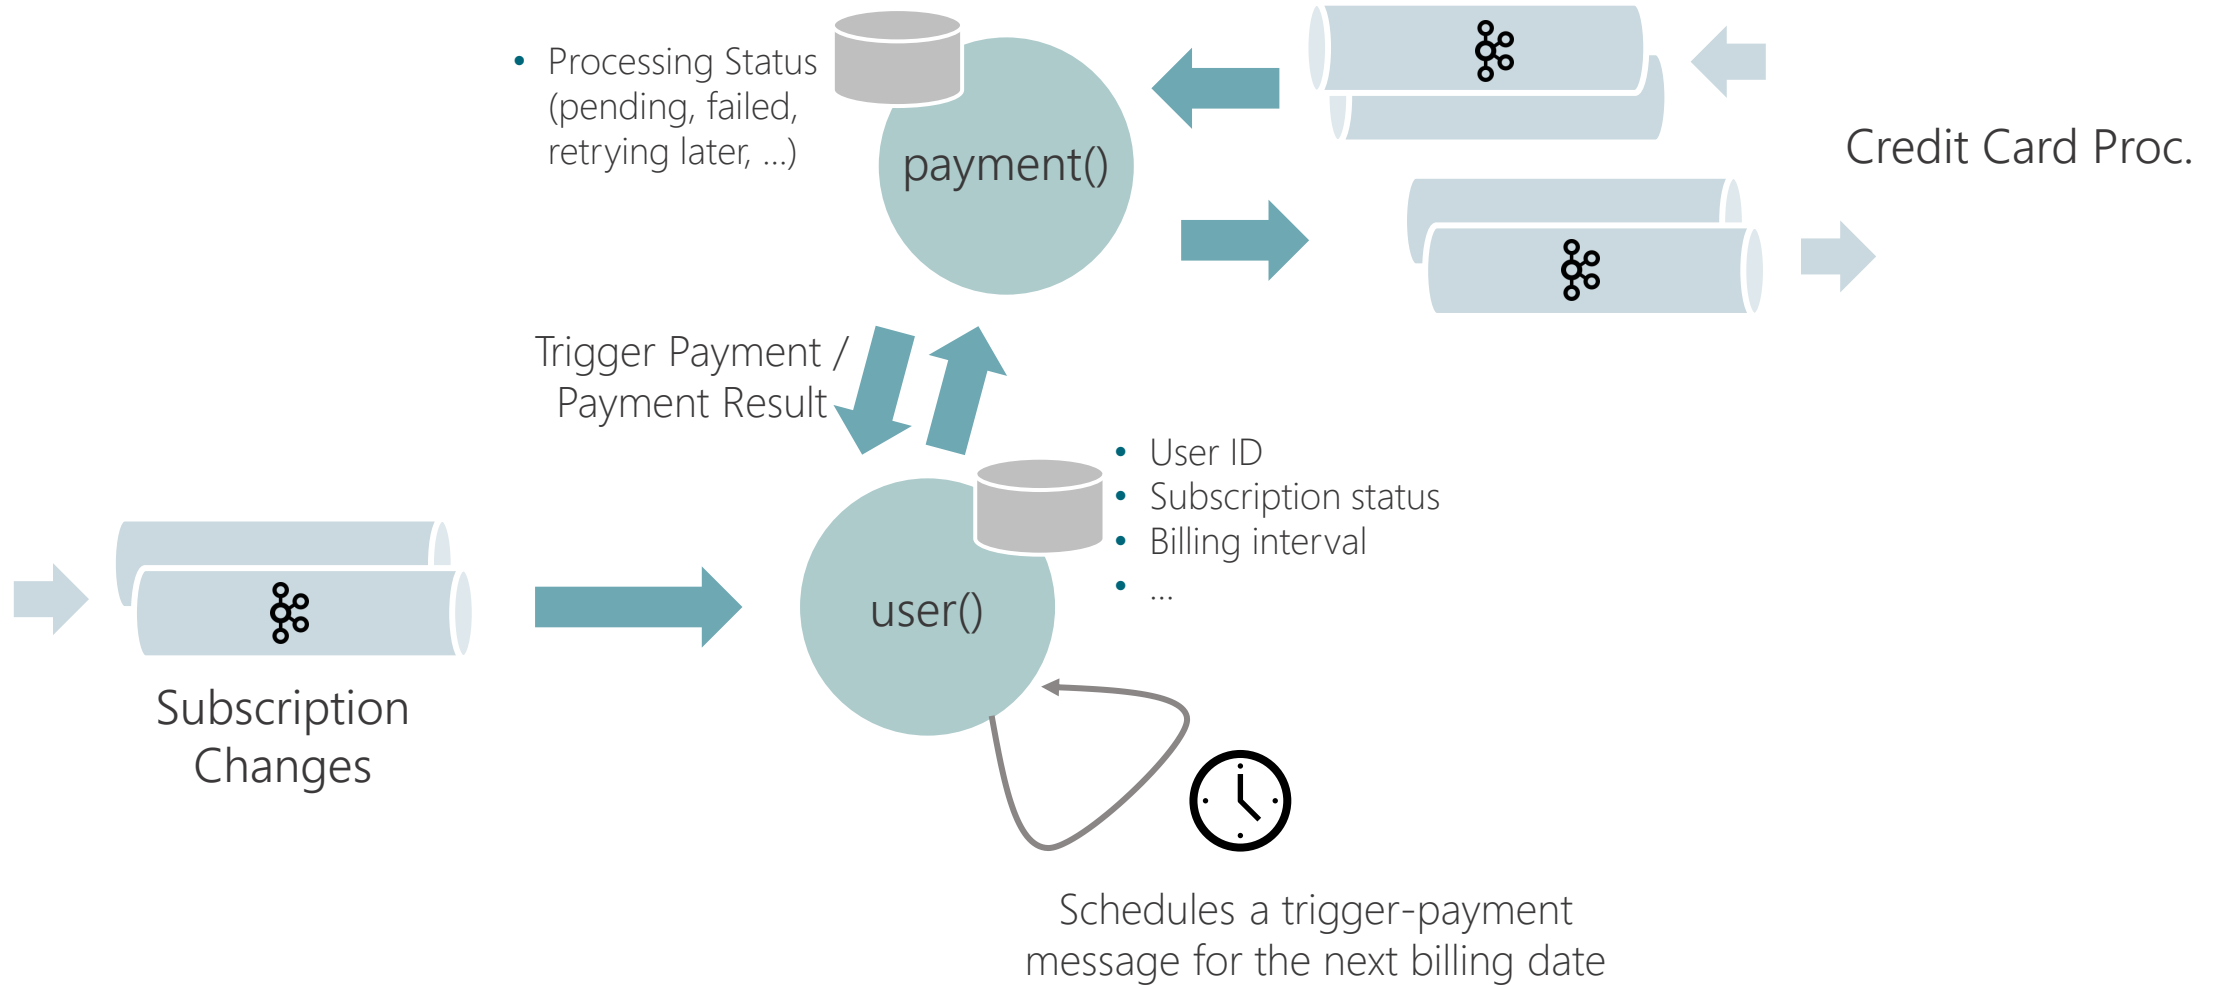 • Processing Status
(pending, failed,
retrying later, ...)
payment()
Credit Card Proc.
Trigger Payment /
Payment Result
• User ID
• Subscription status
• Billing interval
• ...
user()
Subscription
Changes
Schedules a trigger-payment
message for the next billing date